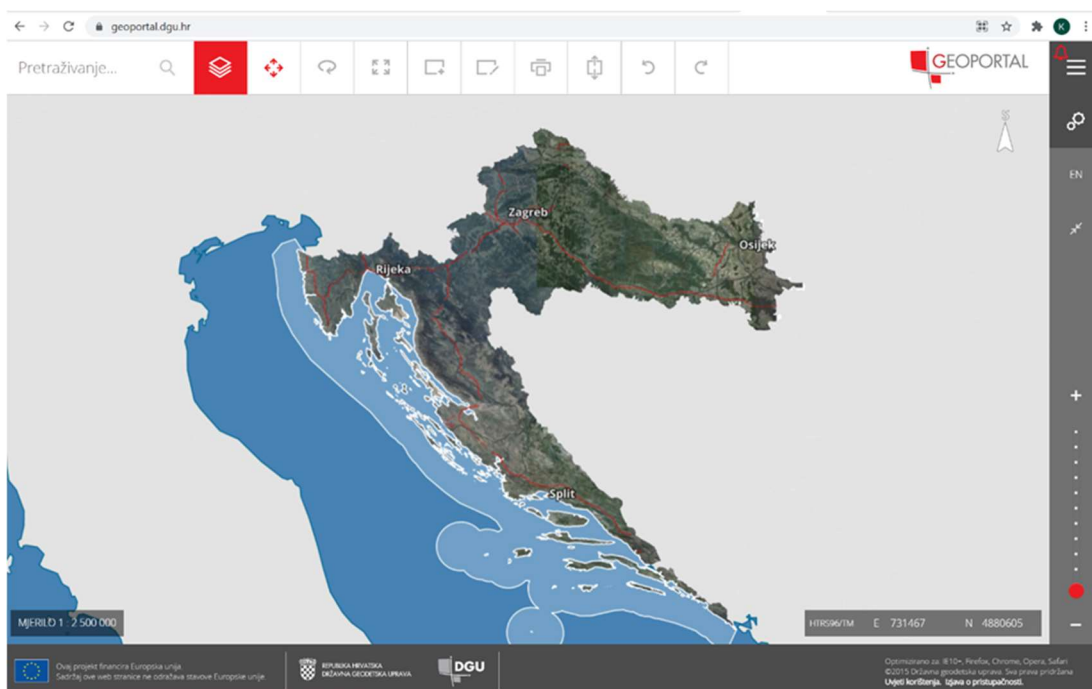 geoportal.dgu.hr
K
Pretraživanje...
GEOPORTAL
S
EN
Zagreb
Osijek
Rijeka
Split
MJERILO 1 : 2 500 000
HTRS96/TM E 731467 N 4880605
Ovaj projekt financira Europska unija.
Sadržaj ove web stranice ne odražava stavove Europske unije.
REPUBLIKA HRVATSKA
DRŽAVNA GEODETSKA UPRAVA
DGU
Optimizirano za: IE10+, Firefox, Chrome, Opera, Safari
©2015 Državna geodetska uprava. Sva prava pridržana
Uvjeti korištenja. Izjava o pristupačnosti.